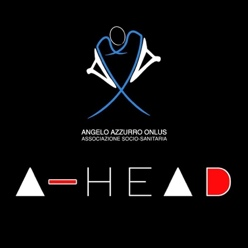 ANGELO AZZURRO ONLUS
ASSOCIAZIONE SOCIO-SANITARIA
A-HEAD